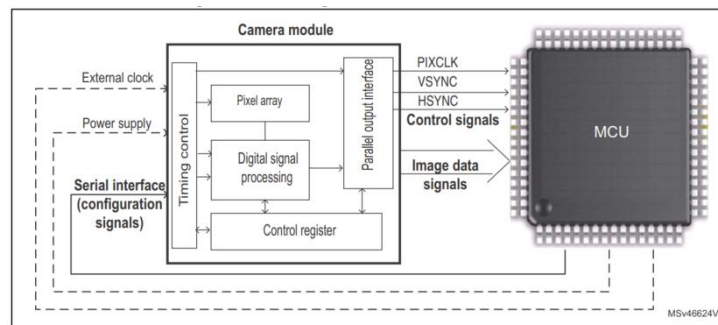 Camera module
External clock
Power supply
Serial interface
(configuration
signals)
Timing control
Pixel array
Digital signal
processing
Control register
Parallel output interface
PIXCLK
VSYNC
HSYNC
Control signals
Image data
signals
MCU
MSv46624V